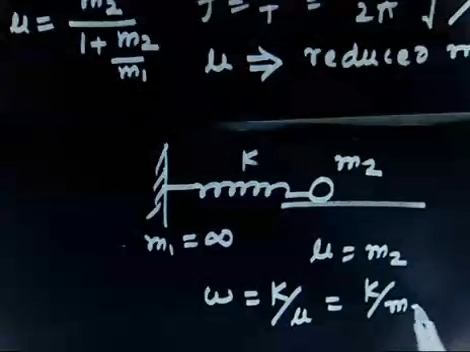 μ = m₂ / (1 + m₂/m₁)
f = 1/T = 1/2π √
μ ⇒ reduced m
K
m₂
m₁ = ∞
μ = m₂
ω = K/μ = K/m